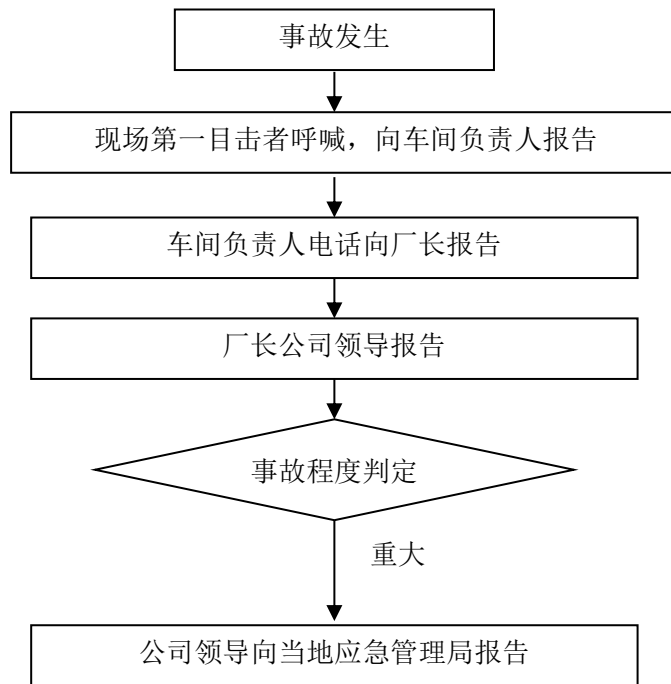 事故发生
现场第一目击者呼喊，向车间负责人报告
车间负责人电话向厂长报告
厂长公司领导报告
事故程度判定
重大
公司领导向当地应急管理局报告